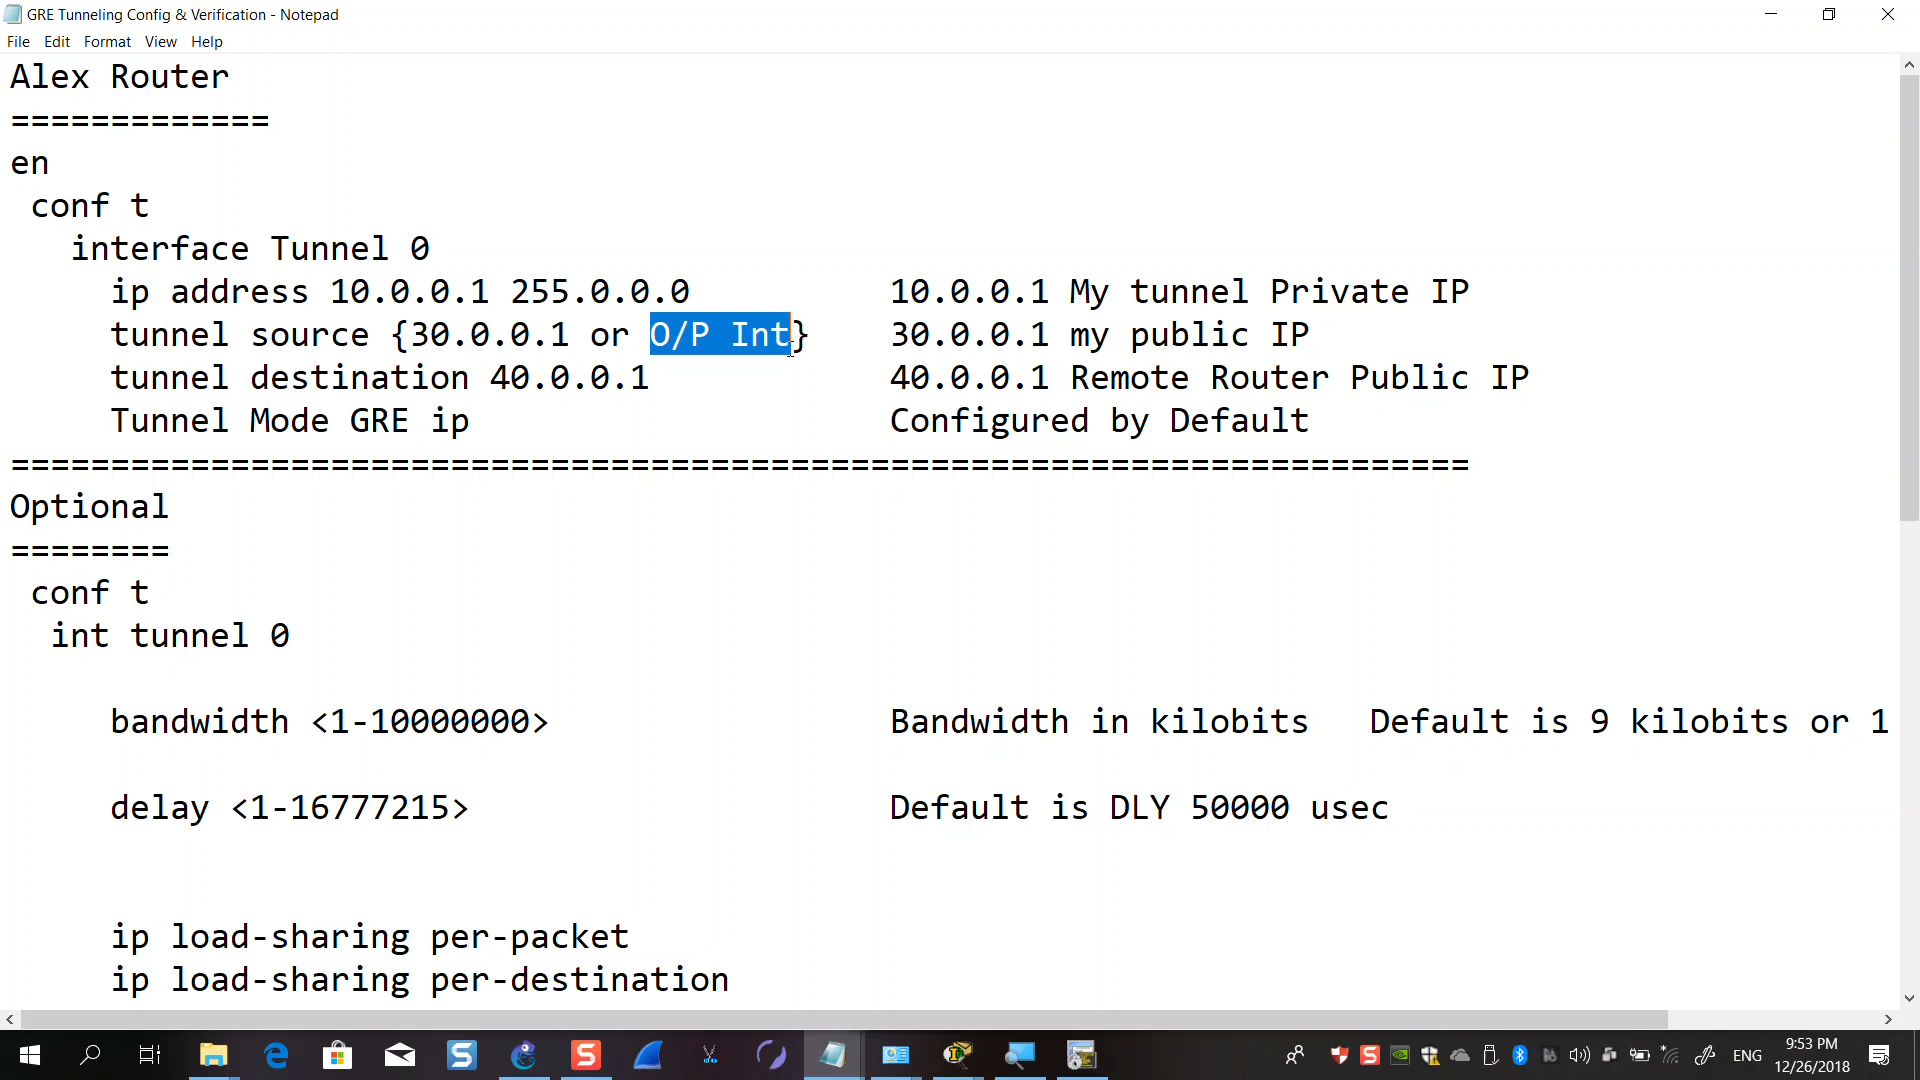 GRE Tunneling Config & Verification - Notepad
File Edit Format View Help
Alex Router
=============
en
conf t
interface Tunnel 0
ip address 10.0.0.1 255.0.0.0 10.0.0.1 My tunnel Private IP
tunnel source {30.0.0.1 or O/P Int} 30.0.0.1 my public IP
tunnel destination 40.0.0.1 40.0.0.1 Remote Router Public IP
Tunnel Mode GRE ip Configured by Default
=========================================================================
Optional
========
conf t
int tunnel 0
bandwidth <1-10000000> Bandwidth in kilobits Default is 9 kilobits or 1
delay <1-16777215> Default is DLY 50000 usec
ip load-sharing per-packet
ip load-sharing per-destination
ENG
9:53 PM
12/26/2018